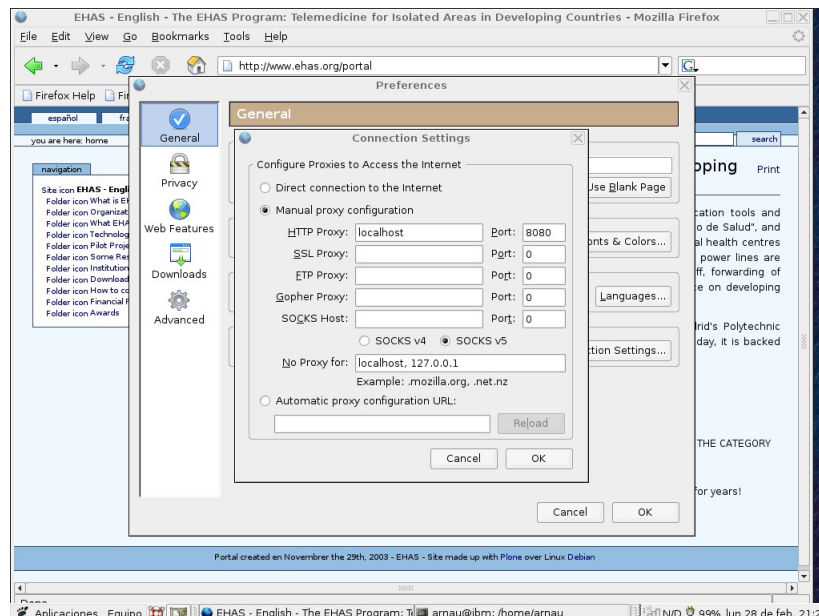 EHAS - English - The EHAS Program: Telemedicine for Isolated Areas in Developing Countries - Mozilla Firefox
File Edit View Go Bookmarks Tools Help
http://www.ehas.org/portal
Firefox Help
español
you are here: home
search
navigation
Site icon EHAS - Engli
Folder icon What is E
Folder icon Organizat
Folder icon What EHA
Folder icon Technolog
Folder icon Pilot Proje
Folder icon Some Res
Folder icon Institution
Folder icon Download
Folder icon How to co
Folder icon Financial F
Folder icon Awards
Preferences
General
Privacy
Web Features
Downloads
Advanced
General
Use Blank Page
onts & Colors...
Languages...
ction Settings...
Cancel OK
Connection Settings
Configure Proxies to Access the Internet
Direct connection to the Internet
Manual proxy configuration
HTTP Proxy: localhost Port: 8080
SSL Proxy: Port: 0
FTP Proxy: Port: 0
Gopher Proxy: Port: 0
SOCKS Host: Port: 0
SOCKS v4 SOCKS v5
No Proxy for: localhost, 127.0.0.1
Example: .mozilla.org, .net.nz
Automatic proxy configuration URL:
Reload
Cancel OK
oping Print
cation tools and
o de Salud", and
al health centres
power lines are
ff, forwarding of
e on developing
rid's Polytechnic
day, it is backed
THE CATEGORY
for years!
Portal created on Novembrer the 29th, 2003 - EHAS - Site made up with Plone over Linux Debian
Aplicaciones Equipo EHAS - English - The EHAS Program: Te arnau@ibm: /home/arnau N/D 99% lun 28 de feb, 21:2